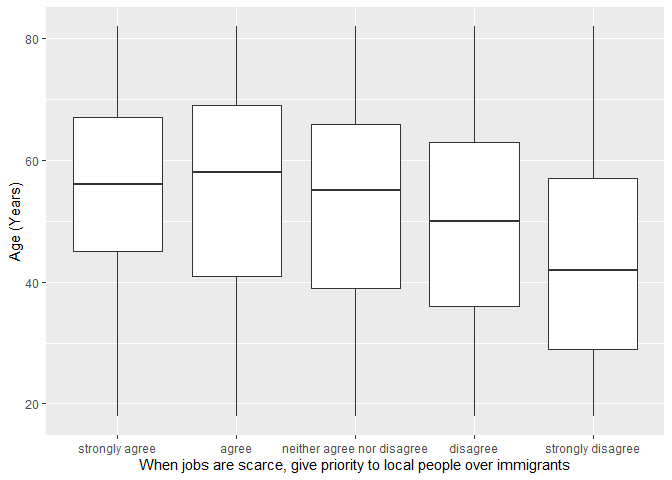 80
60
40
20
Age (Years)
strongly agree agree neither agree nor disagree disagree strongly disagree
When jobs are scarce, give priority to local people over immigrants